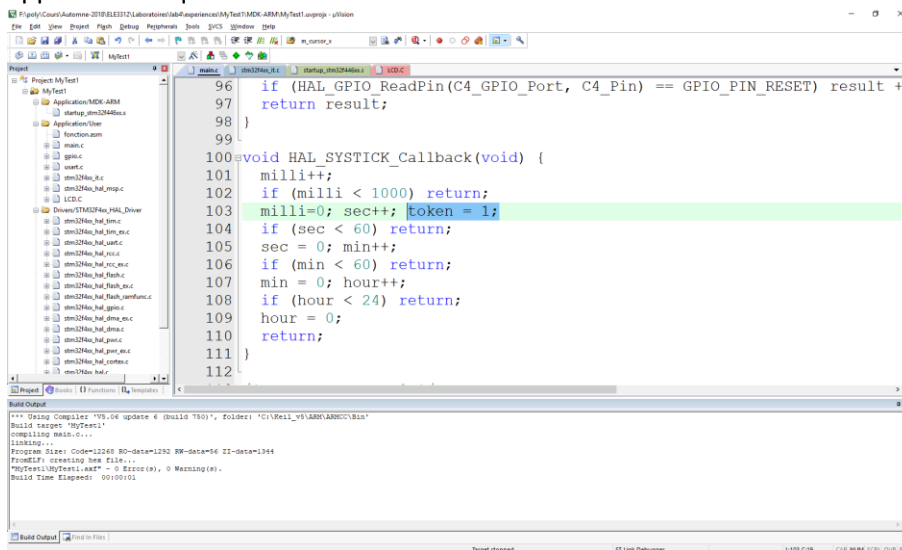 F:\poly\Cours\Automne-2018\ELE3312\Laboratoires\lab4\experiences\MyTest1\MDK-ARM\MyTest1.uvprojx - µVision
File Edit View Project Flash Debug Peripherals Tools SVCS Window Help
m_cursor_x
MyTest1
Project
main.c stm32f4xx_it.c startup_stm32f446xx.s LCD.C
Project: MyTest1
MyTest1
Application/MDK-ARM
startup_stm32f446xx.s
Application/User
fonction.asm
main.c
gpio.c
usart.c
stm32f4xx_it.c
stm32f4xx_hal_msp.c
LCD.C
Drivers/STM32F4xx_HAL_Driver
stm32f4xx_hal_tim.c
stm32f4xx_hal_tim_ex.c
stm32f4xx_hal_uart.c
stm32f4xx_hal_rcc.c
stm32f4xx_hal_rcc_ex.c
stm32f4xx_hal_flash.c
stm32f4xx_hal_flash_ex.c
stm32f4xx_hal_flash_ramfunc.c
stm32f4xx_hal_gpio.c
stm32f4xx_hal_dma_ex.c
stm32f4xx_hal_dma.c
stm32f4xx_hal_pwr.c
stm32f4xx_hal_pwr_ex.c
stm32f4xx_hal_cortex.c
stm32f4xx_hal.c
96 if (HAL_GPIO_ReadPin(C4_GPIO_Port, C4_Pin) == GPIO_PIN_RESET) result +
97 return result;
98 }
99
100 void HAL_SYSTICK_Callback(void) {
101 milli++;
102 if (milli < 1000) return;
103 milli=0; sec++; token = 1;
104 if (sec < 60) return;
105 sec = 0; min++;
106 if (min < 60) return;
107 min = 0; hour++;
108 if (hour < 24) return;
109 hour = 0;
110 return;
111 }
112
Project Books {} Functions Templates
Build Output
*** Using Compiler 'V5.06 update 6 (build 750)', folder: 'C:\Keil_v5\ARM\ARMCC\Bin'
Build target 'MyTest1'
compiling main.c...
linking...
Program Size: Code=12268 RO-data=1292 RW-data=56 ZI-data=1344
FromELF: creating hex file...
"MyTest1\MyTest1.axf" - 0 Error(s), 0 Warning(s).
Build Time Elapsed: 00:00:01
Build Output Find In Files
Target stopped ST-Link Debugger L:103 C:19 CAP NUM SCRL OVR